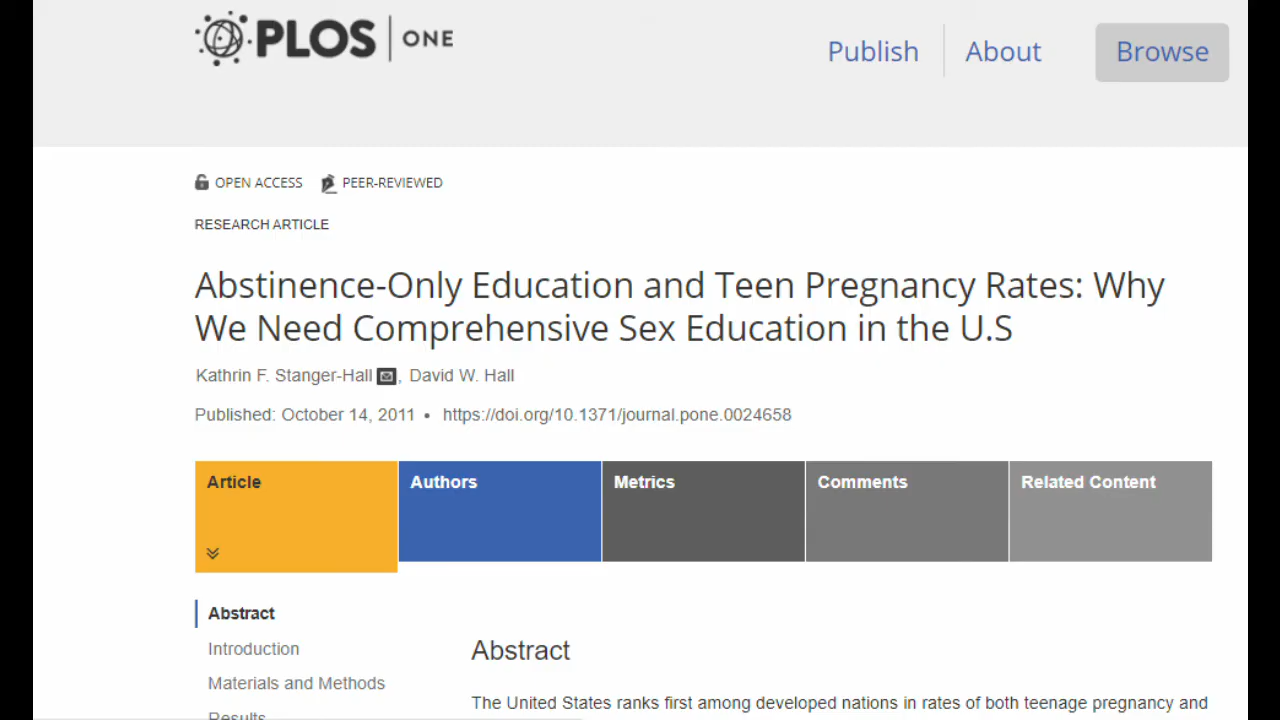 PLOS ONE
Publish
About
Browse
OPEN ACCESS PEER-REVIEWED
RESEARCH ARTICLE
Abstinence-Only Education and Teen Pregnancy Rates: Why
We Need Comprehensive Sex Education in the U.S
Kathrin F. Stanger-Hall, David W. Hall
Published: October 14, 2011 • https://doi.org/10.1371/journal.pone.0024658
Article
Authors
Metrics
Comments
Related Content
Abstract
Introduction
Materials and Methods
Results
Abstract
The United States ranks first among developed nations in rates of both teenage pregnancy and